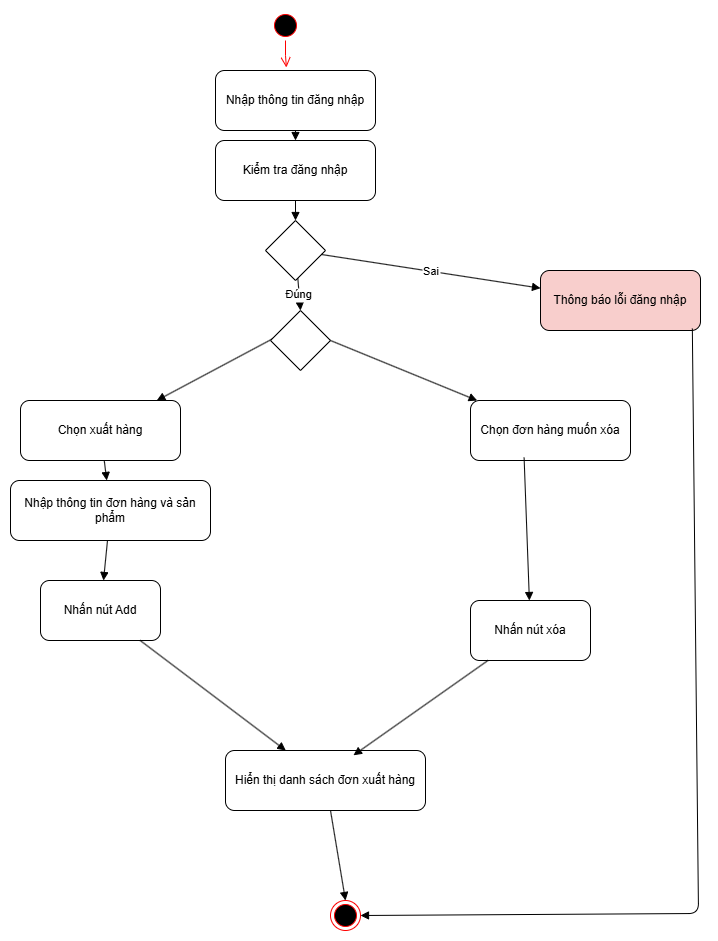 Nhập thông tin đăng nhập
Kiểm tra đăng nhập
Sai
Đúng
Thông báo lỗi đăng nhập
Chọn xuất hàng
Chọn đơn hàng muốn xóa
Nhập thông tin đơn hàng và sản
phẩm
Nhấn nút Add
Nhấn nút xóa
Hiển thị danh sách đơn xuất hàng